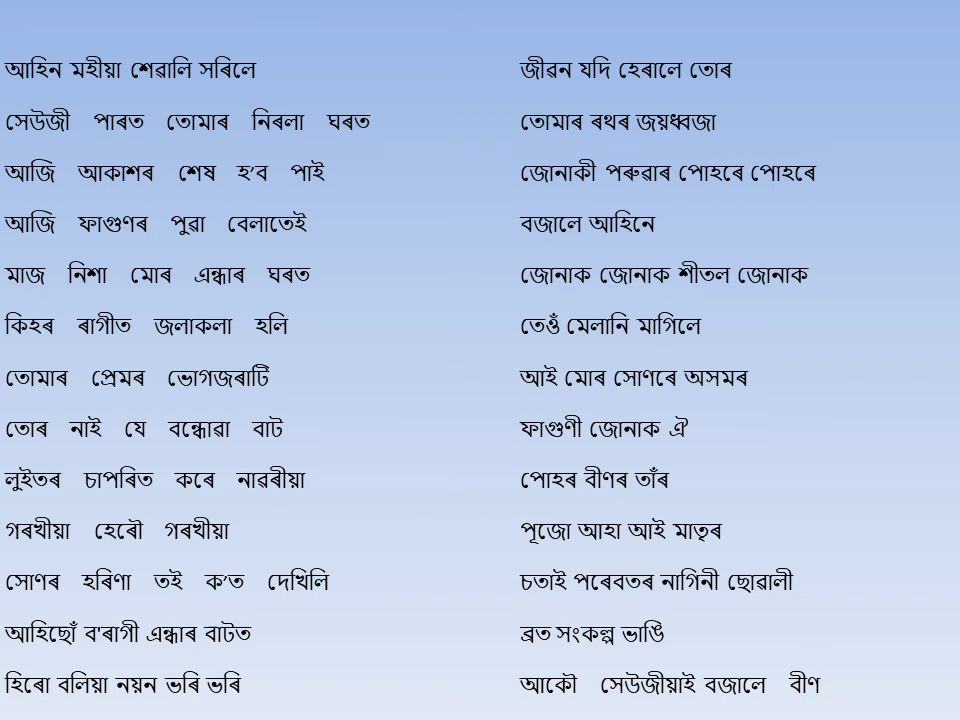 আহিন মহীয়া শেৱালি সৰিলে
সেউজী পাৰত তোমাৰ নিৰলা ঘৰত
আজি আকাশৰ শেষ হ’ব পাই
আজি ফাগুণৰ পুৱা বেলাতেই
মাজ নিশা মোৰ এন্ধাৰ ঘৰত
কিহৰ ৰাগীত জলাকলা হলি
তোমাৰ প্ৰেমৰ ভোগজৰাটি
তোৰ নাই যে বন্ধোৱা বাট
লুইতৰ চাপৰিত কৰে নাৱৰীয়া
গৰখীয়া হেৰৌ গৰখীয়া
সোণৰ হৰিণা তই ক’ত দেখিলি
আহিছোঁ ব'ৰাগী এন্ধাৰ বাটত
হিৰো বলিয়া নয়ন ভৰি ভৰি
জীৱন যদি হেৰালে তোৰ
তোমাৰ ৰথৰ জয়ধ্বজা
জোনাকী পৰুৱাৰ পোহৰে পোহৰে
বজালে আহিনে
জোনাক জোনাক শীতল জোনাক
তেওঁ মেলানি মাগিলে
আই মোৰ সোণৰে অসমৰ
ফাগুণী জোনাক ঐ
পোহৰ বীণৰ তাঁৰ
পূজো আহা আই মাতৃৰ
চতাই পৰেবতৰ নাগিনী ছোৱালী
ব্ৰত সংকল্প ভাঙি
আকৌ সেউজীয়াই বজালে বীণ